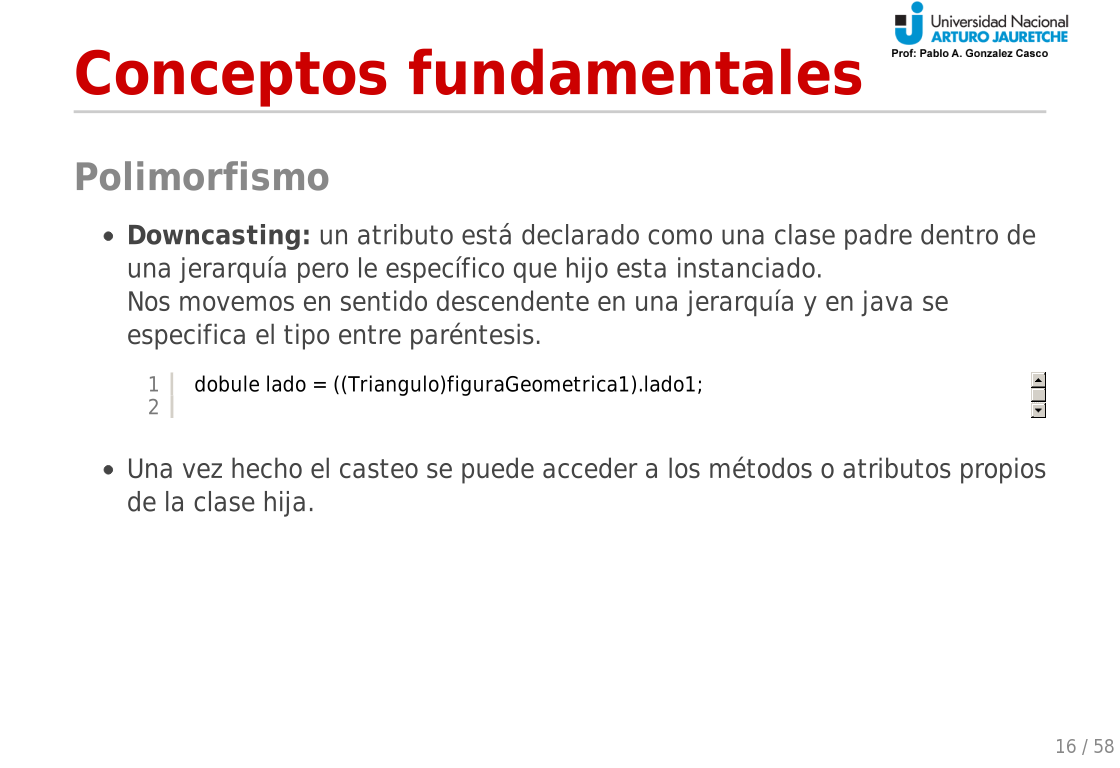 Universidad Nacional
ARTURO JAURETCHE
Prof: Pablo A. Gonzalez Casco
Conceptos fundamentales
Polimorfismo
• Downcasting: un atributo está declarado como una clase padre dentro de
una jerarquía pero le específico que hijo esta instanciado.
Nos movemos en sentido descendente en una jerarquía y en java se
especifica el tipo entre paréntesis.
1 dobule lado = ((Triangulo)figuraGeometrica1).lado1;
2
• Una vez hecho el casteo se puede acceder a los métodos o atributos propios
de la clase hija.
16 / 58